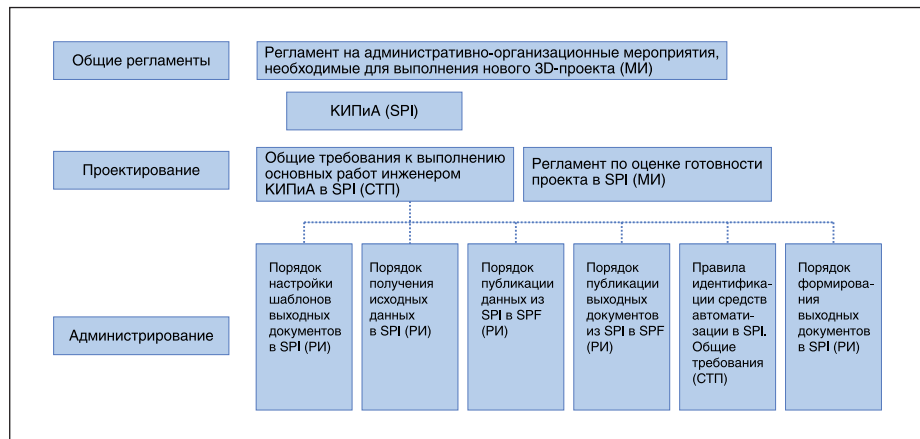 Общие регламенты
Регламент на административно-организационные мероприятия,
необходимые для выполнения нового 3D-проекта (МИ)
КИПиА (SPI)
Проектирование
Общие требования к выполнению
основных работ инженером
КИПиА в SPI (СТП)
Регламент по оценке готовности
проекта в SPI (МИ)
Администрирование
Порядок
настройки
шаблонов
выходных
документов
в SPI (РИ)
Порядок
получения
исходных
данных
в SPI (РИ)
Порядок
публикации
данных из
SPI в SPF
(РИ)
Порядок
публикации
выходных
документов
из SPI в SPF
(РИ)
Правила
идентифика-
ции средств
автомати-
зации в SPI.
Общие
требования
(СТП)
Порядок
формирова-
ния
выходных
документов
в SPI (РИ)